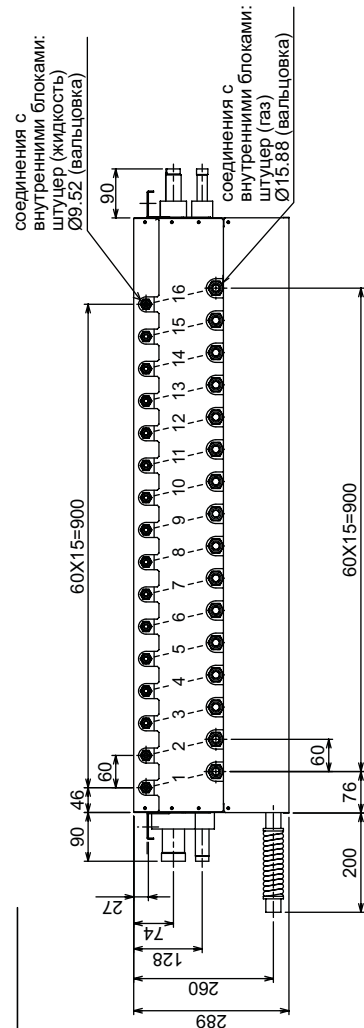 соединения с
внутренними блоками:
штуцер (жидкость)
Ø9.52 (вальцовка)
90
60X15=900
60
46
90
27
74
128
260
289
1
2
3
4
5
6
7
8
9
10
11
12
13
14
15
16
соединения с
внутренними блоками:
штуцер (газ)
Ø15.88 (вальцовка)
60X15=900
60
76
200